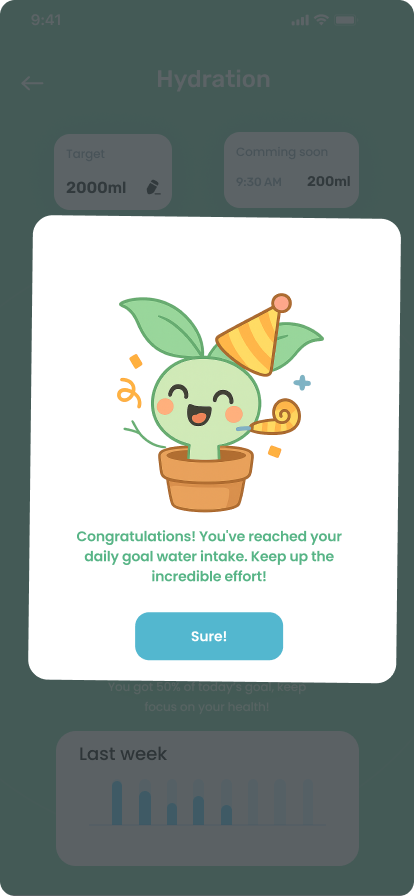 9:41
Hydration
Target
2000ml
Comming soon
9:30 AM
200ml
Congratulations! You've reached your
daily goal water intake. Keep up the
incredible effort!
Sure!
You got 50% of today's goal, keep
focus on your health!
Last week